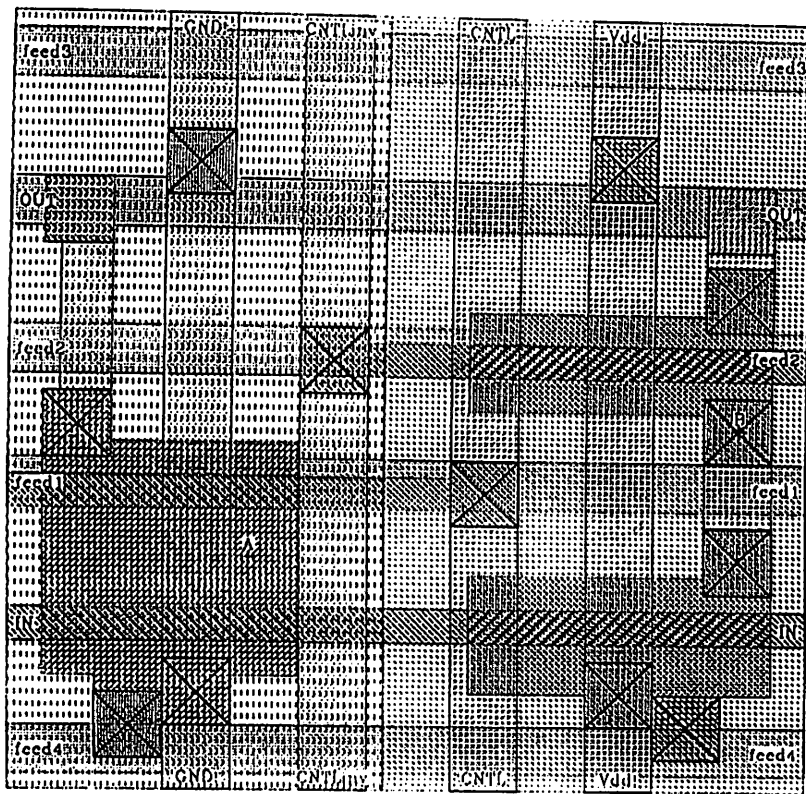 GND CNTLinv CNTL Vdd
feed3 feed3
OUT OUT
feed2 feed2
B
feed1 feed1
A
IN IN
feed4 feed4
GND CNTLinv CNTL Vdd